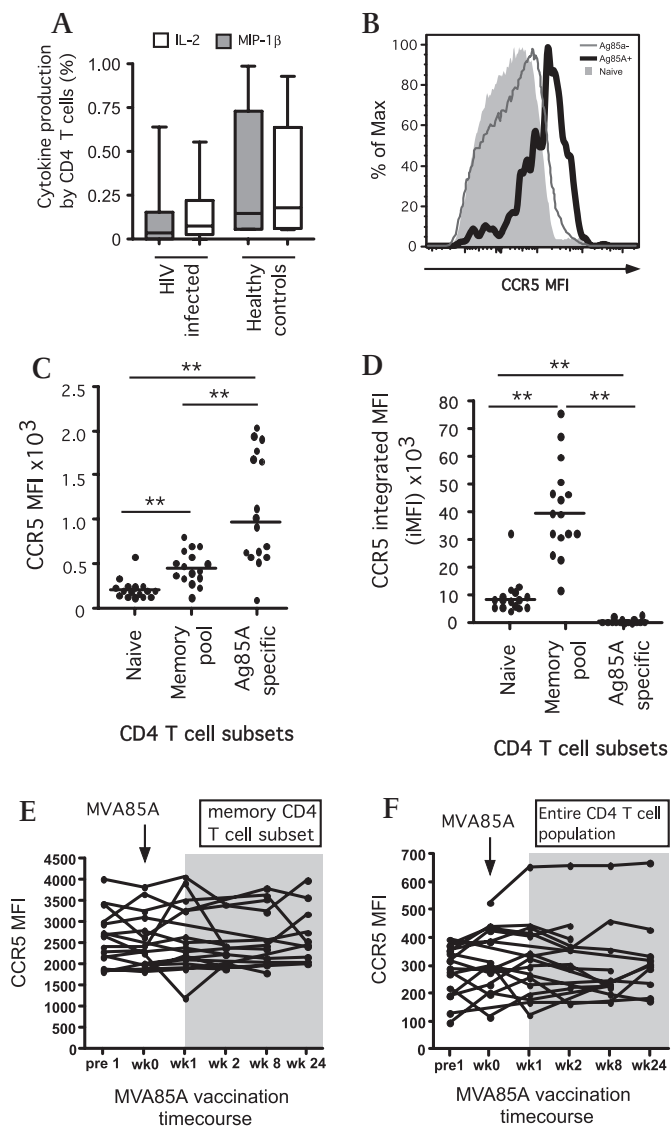 A
IL-2 MIP-1β
Cytokine production
by CD4 T cells (%)
1.00
0.75
0.50
0.25
0
HIV
infected
Healthy
controls
B
Ag85a-
Ag85A+
Naive
% of Max
100
80
60
40
20
0
CCR5 MFI
C
CCR5 MFI x10³
2.5
2.0
1.0
0.5
0
**
**
**
Naive
Memory
pool
Ag85A
specific
CD4 T cell subsets
D
CCR5 integrated MFI
(iMFI) x10³
80
70
60
50
40
30
20
10
0
**
** **
Naive
Memory
pool
Ag85A
specific
CD4 T cell subsets
E
MVA85A
memory CD4
T cell subset
CCR5 MFI
4500
4000
3500
3000
2500
2000
1500
1000
500
0
pre 1 wk0 wk1 wk 2 wk 8 wk 24
MVA85A vaccination
timecourse
F
MVA85A
Entire CD4 T cell
population
CCR5 MFI
700
600
500
400
300
200
100
0
pre1 wk0 wk1 wk2 wk8 wk24
MVA85A vaccination
timecourse